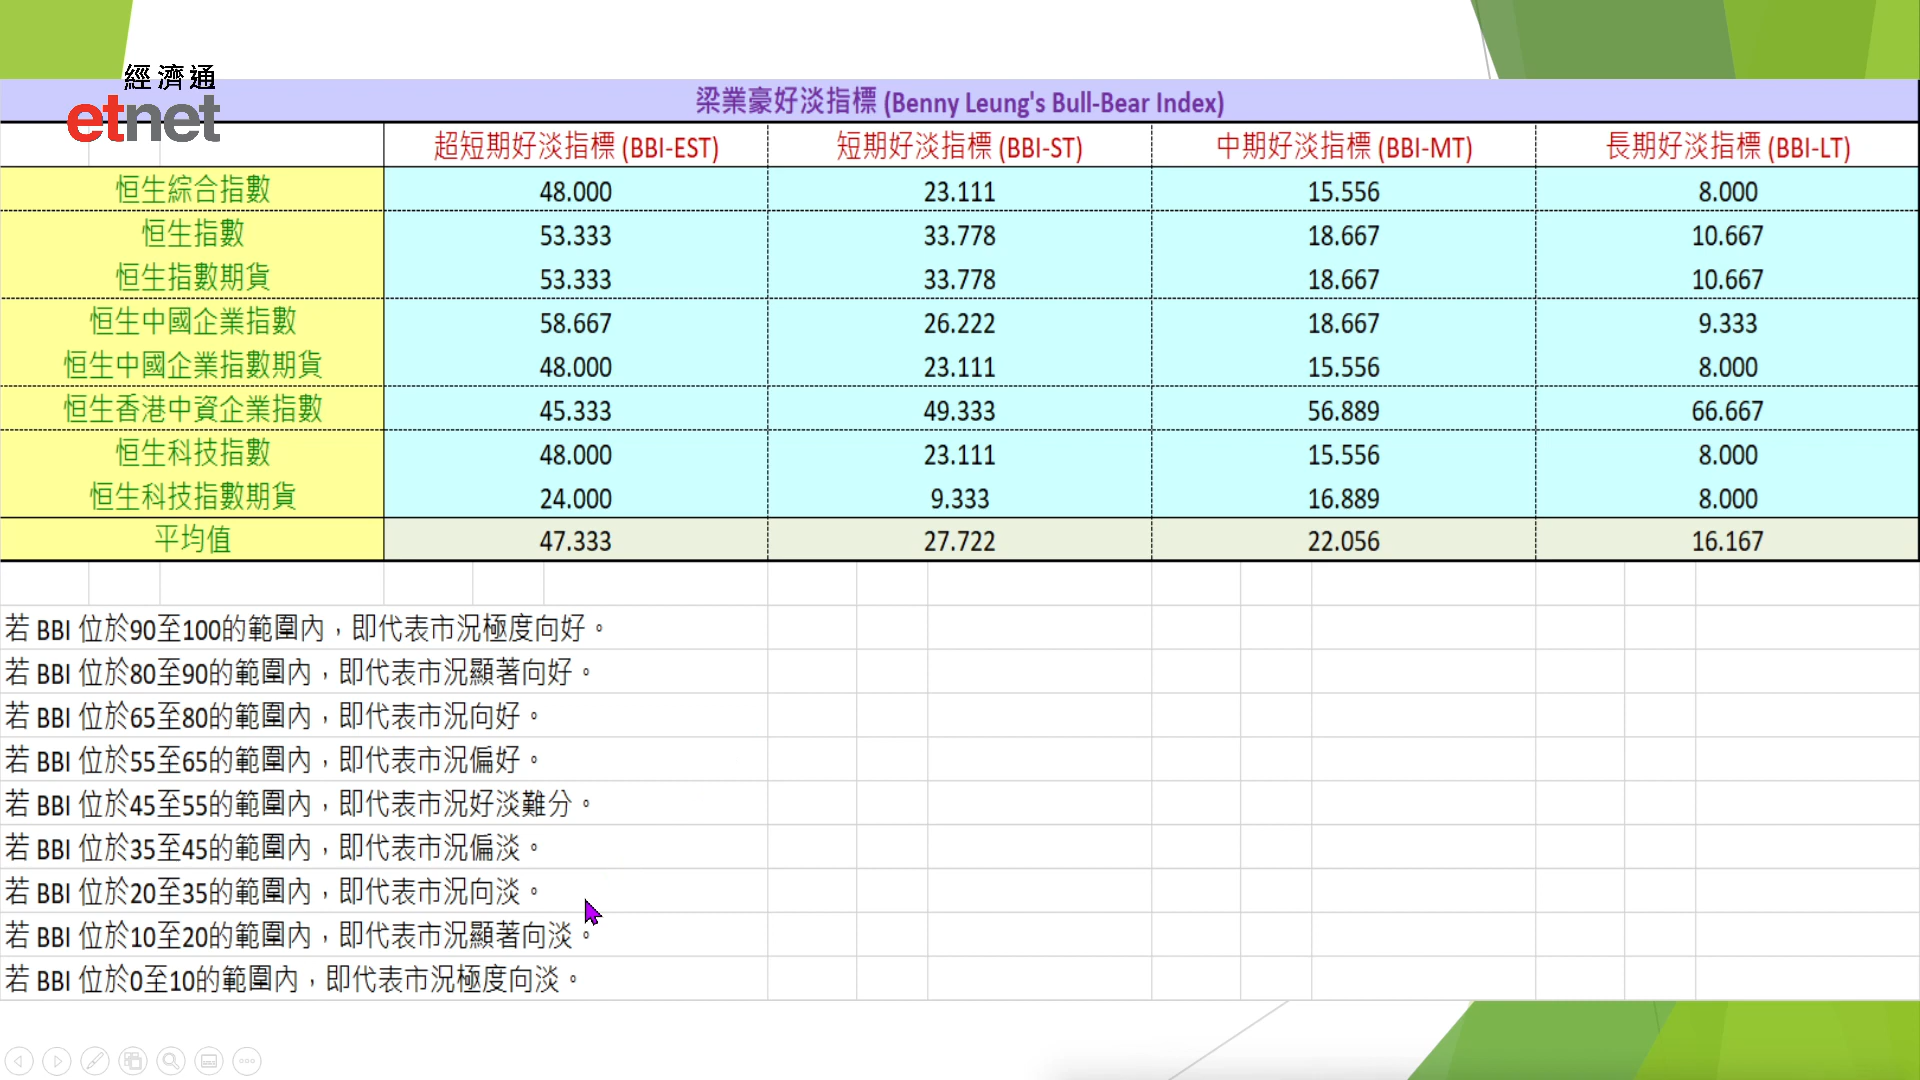 經濟通
etnet
梁業豪好淡指標 (Benny Leung's Bull-Bear Index)
超短期好淡指標 (BBI-EST) 短期好淡指標 (BBI-ST) 中期好淡指標 (BBI-MT) 長期好淡指標 (BBI-LT)
恒生綜合指數 48.000 23.111 15.556 8.000
恒生指數 53.333 33.778 18.667 10.667
恒生指數期貨 53.333 33.778 18.667 10.667
恒生中國企業指數 58.667 26.222 18.667 9.333
恒生中國企業指數期貨 48.000 23.111 15.556 8.000
恒生香港中資企業指數 45.333 49.333 56.889 66.667
恒生科技指數 48.000 23.111 15.556 8.000
恒生科技指數期貨 24.000 9.333 16.889 8.000
平均值 47.333 27.722 22.056 16.167
若 BBI 位於90至100的範圍內，即代表市況極度向好。
若 BBI 位於80至90的範圍內，即代表市況顯著向好。
若 BBI 位於65至80的範圍內，即代表市況向好。
若 BBI 位於55至65的範圍內，即代表市況偏好。
若 BBI 位於45至55的範圍內，即代表市況好淡難分。
若 BBI 位於35至45的範圍內，即代表市況偏淡。
若 BBI 位於20至35的範圍內，即代表市況向淡。
若 BBI 位於10至20的範圍內，即代表市況顯著向淡。
若 BBI 位於0至10的範圍內，即代表市況極度向淡。